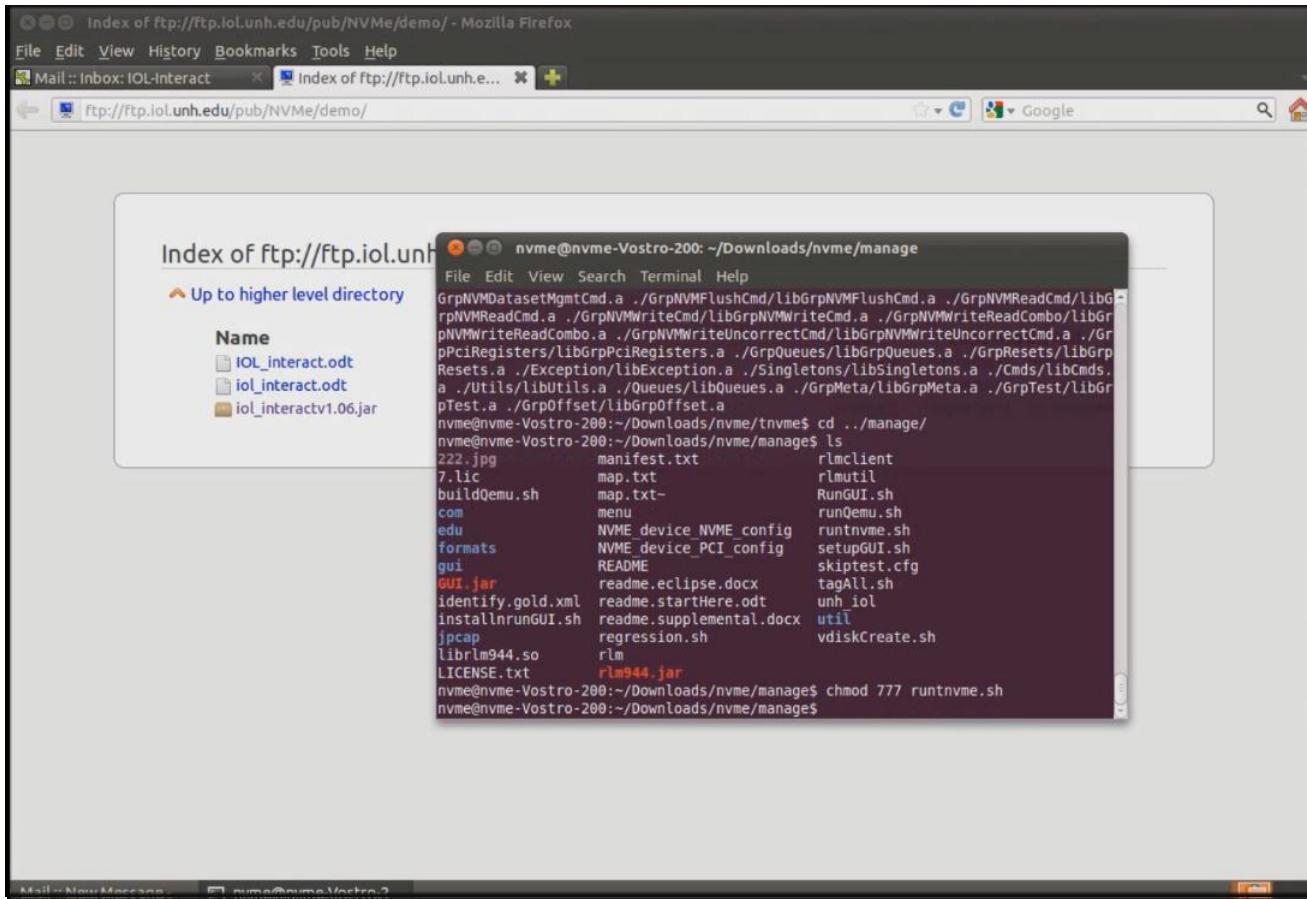 Index of ftp://ftp.iol.unh.edu/pub/NVMe/demo/ - Mozilla Firefox
File Edit View History Bookmarks Tools Help
Mail :: Inbox: IOL-Interact
Index of ftp://ftp.iol.unh.e...
ftp://ftp.iol.unh.edu/pub/NVMe/demo/
Google
Index of ftp://ftp.iol.unh
Up to higher level directory
Name
IOL_interact.odt
iol_interact.odt
iol_interactv1.06.jar
nvme@nvme-Vostro-200: ~/Downloads/nvme/manage
File Edit View Search Terminal Help
GrpNVMDatasetMgmtCmd.a ./GrpNVMFlushCmd/libGrpNVMFlushCmd.a ./GrpNVMReadCmd/libG
rpNVMReadCmd.a ./GrpNVMWriteCmd/libGrpNVMWriteCmd.a ./GrpNVMWriteReadCombo/libGr
pNVMWriteReadCombo.a ./GrpNVMWriteUncorrectCmd/libGrpNVMWriteUncorrectCmd.a ./Gr
pPciRegisters/libGrpPciRegisters.a ./GrpQueues/libGrpQueues.a ./GrpResets/libGrp
Resets.a ./Exception/libException.a ./Singletons/libSingletons.a ./Cmds/libCmds.
a ./Utils/libUtils.a ./Queues/libQueues.a ./GrpMeta/libGrpMeta.a ./GrpTest/libGr
pTest.a ./GrpOffset/libGrpOffset.a
nvme@nvme-Vostro-200:~/Downloads/nvme/tnvme$ cd ../manage/
nvme@nvme-Vostro-200:~/Downloads/nvme/manage$ ls
222.jpg manifest.txt rlmclient
7.lic map.txt rlmutil
buildQemu.sh map.txt~ RunGUI.sh
com menu runQemu.sh
edu NVME_device_NVME_config runtnvme.sh
formats NVME_device_PCI_config setupGUI.sh
gui README skiptest.cfg
GUI.jar readme.eclipse.docx tagAll.sh
identify.gold.xml readme.startHere.odt unh_iol
installnrunGUI.sh readme.supplemental.docx util
jpcap regression.sh vdiskCreate.sh
librlm944.so rlm
LICENSE.txt rlm944.jar
nvme@nvme-Vostro-200:~/Downloads/nvme/manage$ chmod 777 runtnvme.sh
nvme@nvme-Vostro-200:~/Downloads/nvme/manage$
Mail :: New Message -
nvme@nvme-Vostro-2